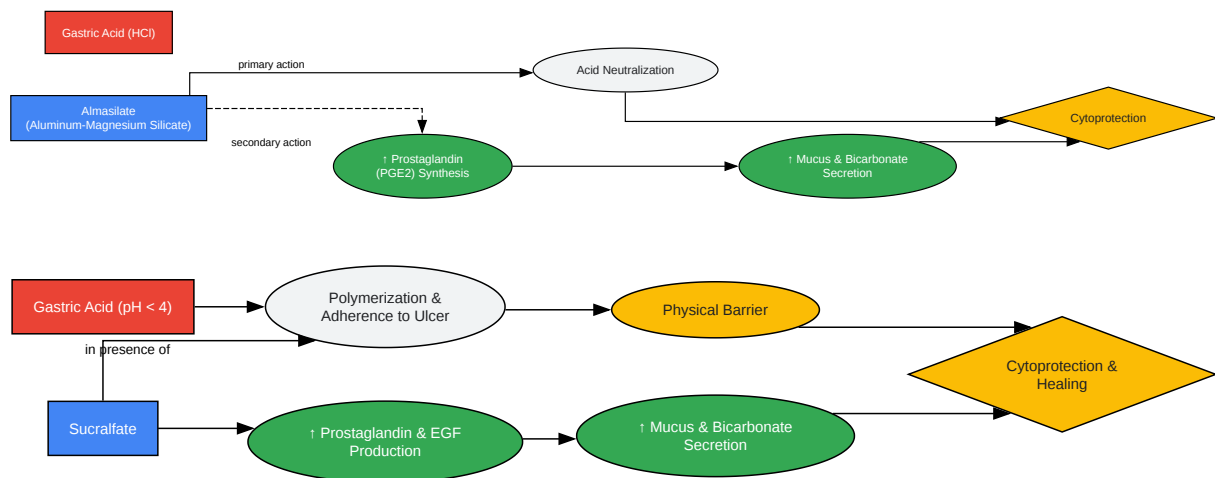 Gastric Acid (HCl)
primary action
Acid Neutralization
Almasilate
(Aluminum-Magnesium Silicate)
Cytoprotection
secondary action
↑ Prostaglandin
(PGE2) Synthesis
↑ Mucus & Bicarbonate
Secretion
Gastric Acid (pH < 4)
Polymerization &
Adherence to Ulcer
Physical Barrier
in presence of
Cytoprotection &
Healing
Sucralfate
↑ Prostaglandin & EGF
Production
↑ Mucus & Bicarbonate
Secretion